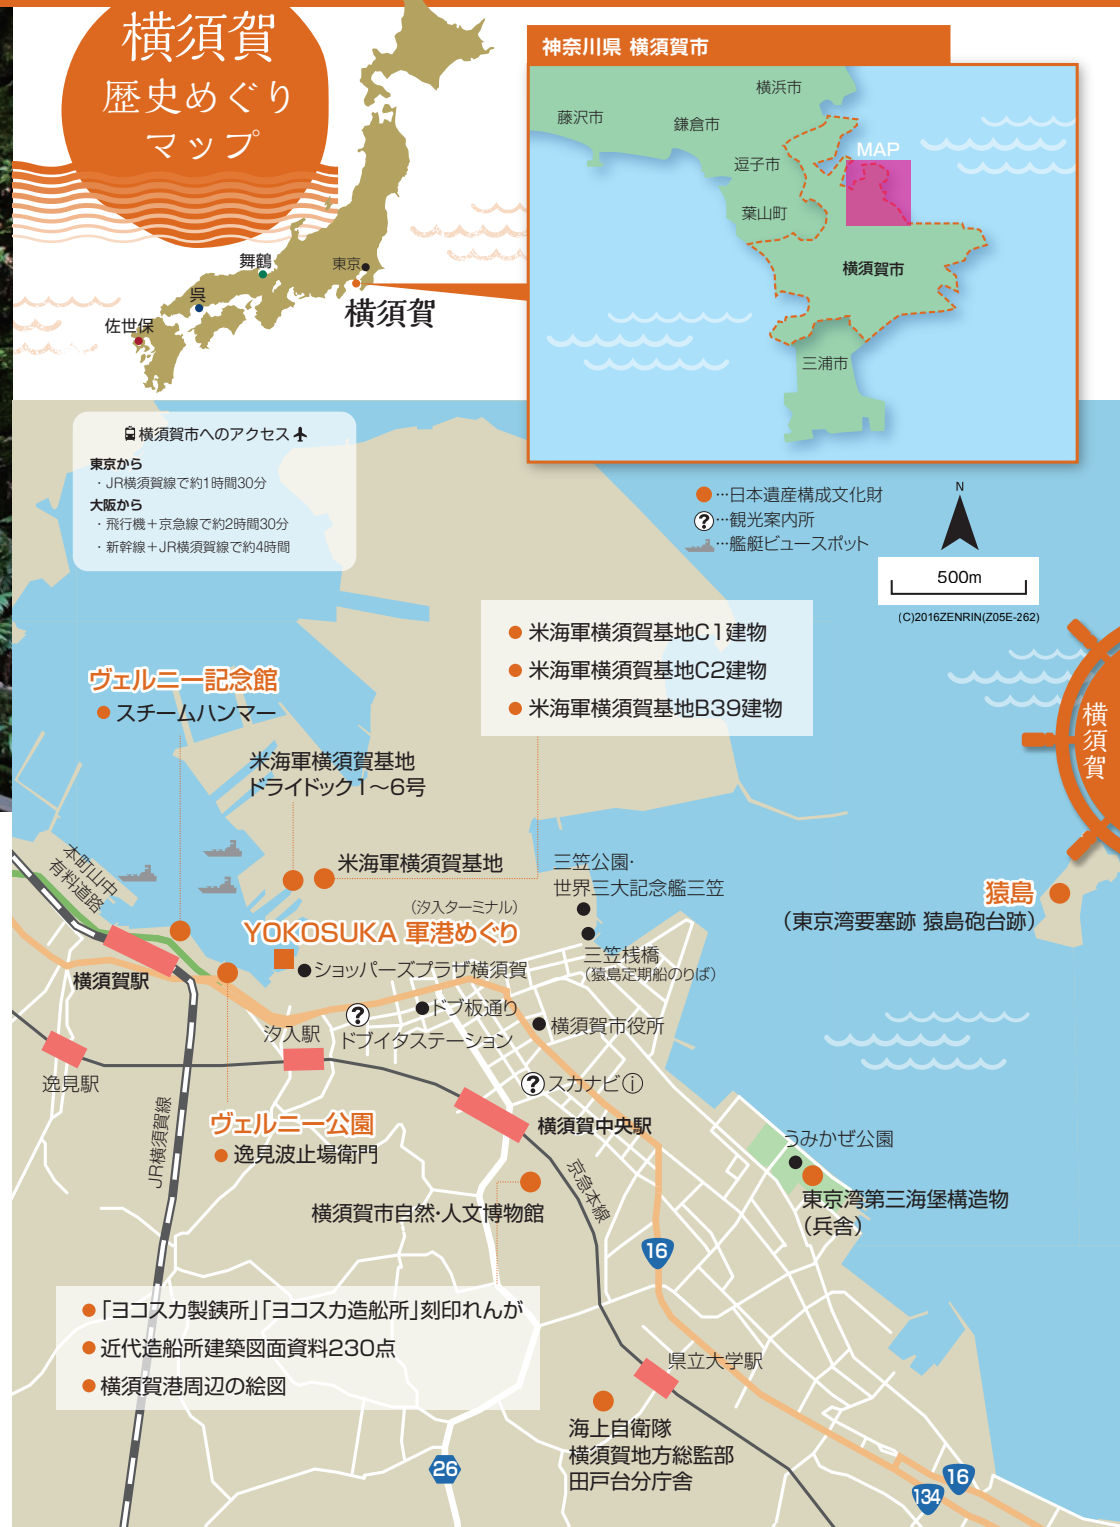 横須賀
歴史めぐり
マップ
舞鶴
東京
呉
佐世保
横須賀
神奈川県 横須賀市
横浜市
藤沢市
鎌倉市
逗子市
MAP
葉山町
横須賀市
三浦市
横須賀市へのアクセス
東京から
・JR横須賀線で約1時間30分
大阪から
・飛行機＋京急線で約2時間30分
・新幹線＋JR横須賀線で約4時間
…日本遺産構成文化財
?…観光案内所
…艦艇ビュースポット
N
500m
(C)2016ZENRIN(Z05E-262)
米海軍横須賀基地C1建物
米海軍横須賀基地C2建物
米海軍横須賀基地B39建物
ヴェルニー記念館
スチームハンマー
横須賀
米海軍横須賀基地
ドライドック1〜6号
本町山中
有料道路
米海軍横須賀基地
三笠公園・
世界三大記念艦三笠
猿島
（東京湾要塞跡 猿島砲台跡）
（汐入ターミナル）
YOKOSUKA 軍港めぐり
三笠桟橋
（猿島定期船のりば）
ショッパーズプラザ横須賀
横須賀駅
ドブ板通り
?
ドブイタステーション
横須賀市役所
汐入駅
逸見駅
?スカナビⓘ
JR横須賀線
ヴェルニー公園
逸見波止場衛門
横須賀中央駅
うみかぜ公園
京急本線
横須賀市自然・人文博物館
東京湾第三海堡構造物
（兵舎）
16
「ヨコスカ製銕所」「ヨコスカ造舩所」刻印れんが
近代造船所建築図面資料230点
横須賀港周辺の絵図
県立大学駅
海上自衛隊
横須賀地方総監部
田戸台分庁舎
26
16
134